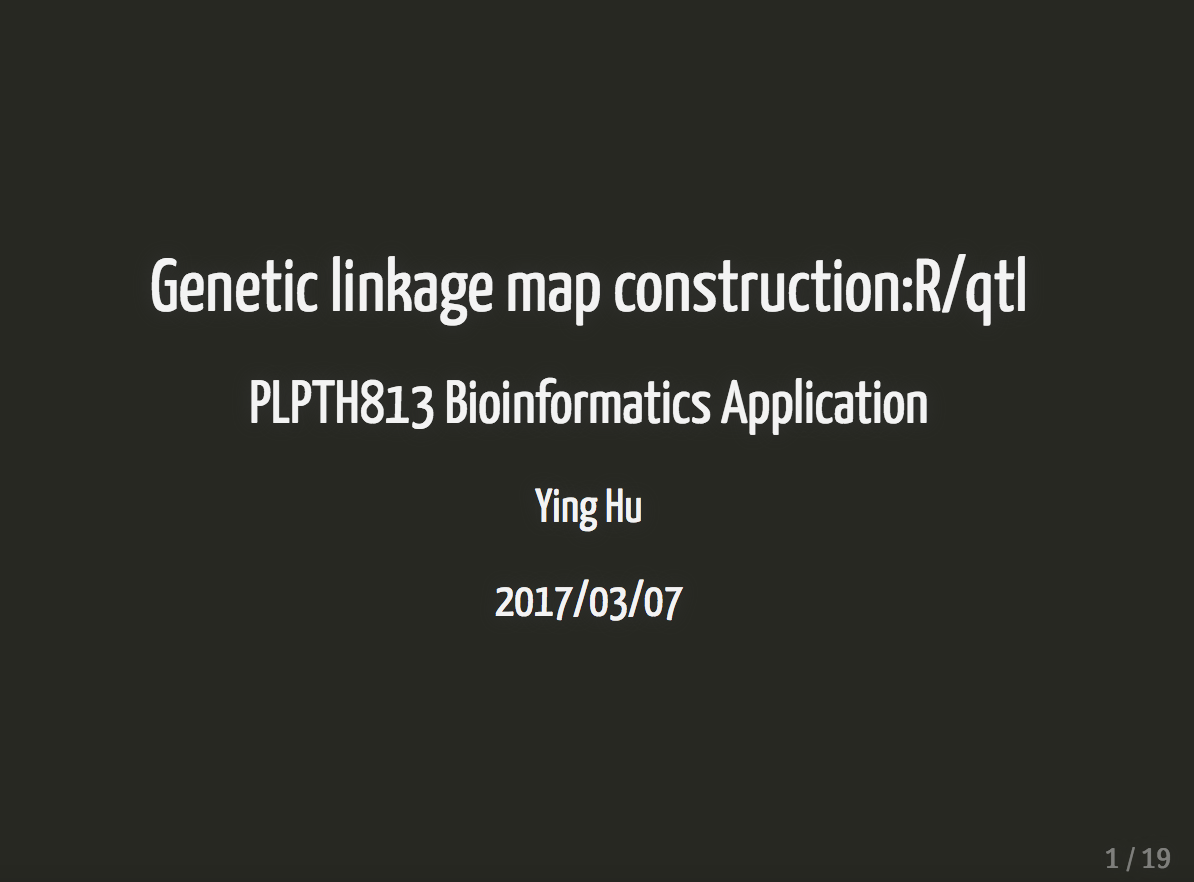 Genetic linkage map construction:R/qtl
PLPTH813 Bioinformatics Application
Ying Hu
2017/03/07
1 / 19